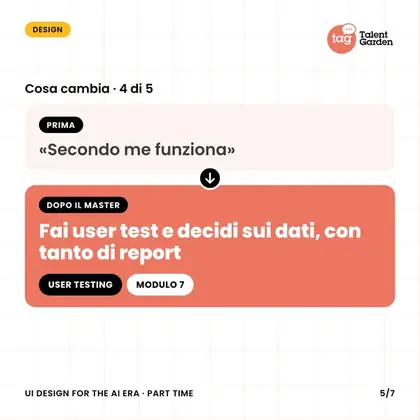 DESIGN
tag
Talent
Garden
Cosa cambia · 4 di 5
PRIMA
«Secondo me funziona»
DOPO IL MASTER
Fai user test e decidi sui dati, con
tanto di report
USER TESTING
MODULO 7
UI DESIGN FOR THE AI ERA · PART TIME
5/7